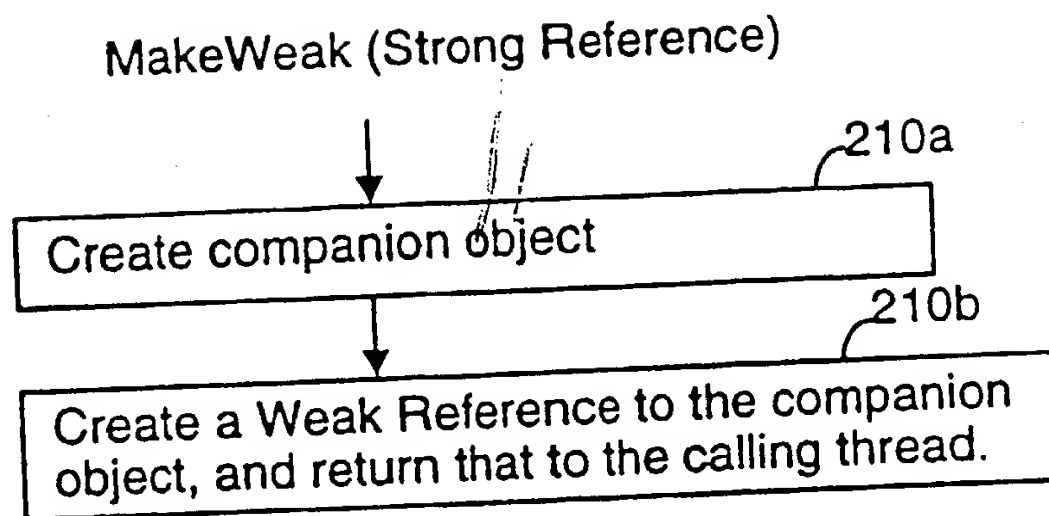 MakeWeak (Strong Reference)
210a
Create companion object
210b
Create a Weak Reference to the companion
object, and return that to the calling thread.